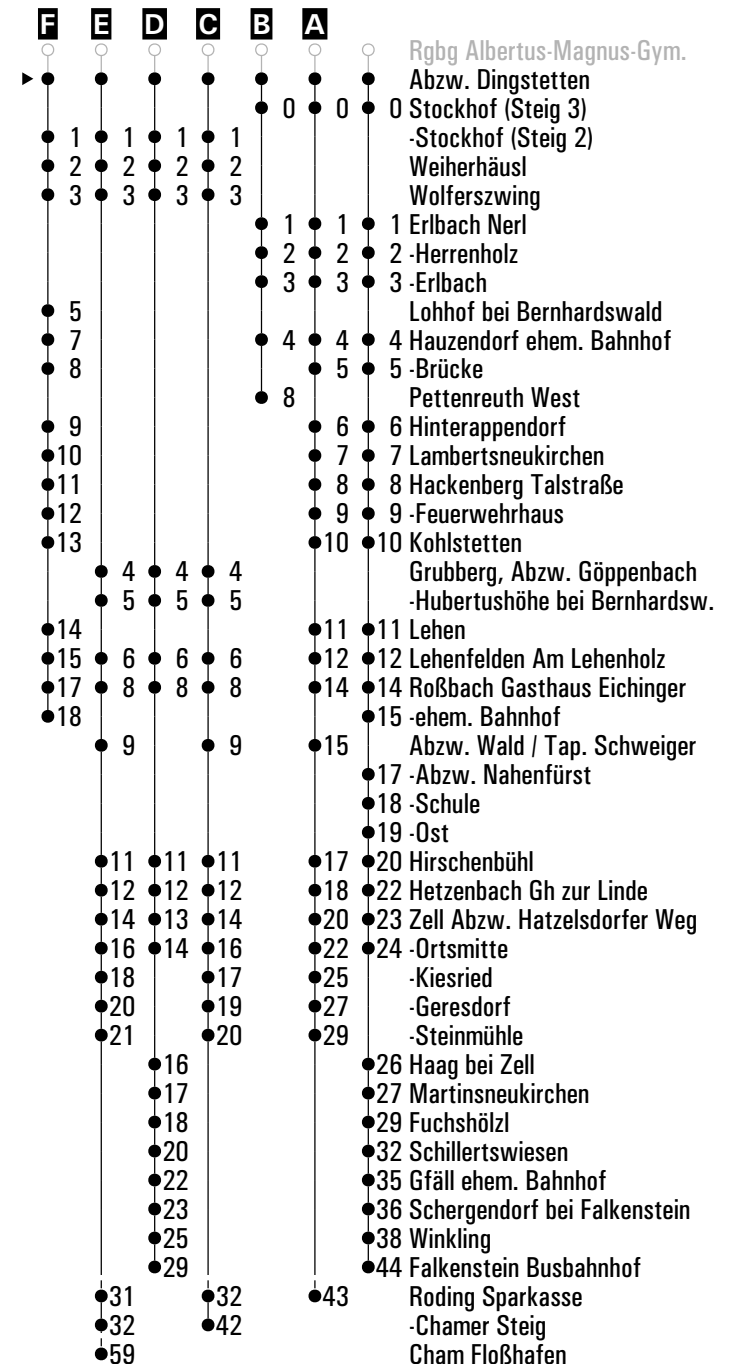 F E D C B A
Rgbg Albertus-Magnus-Gym.
Abzw. Dingstetten
0 0 0 Stockhof (Steig 3)
1 1 1 1 -Stockhof (Steig 2)
2 2 2 2 Weiherhäusl
3 3 3 3 Wolferszwing
1 1 1 Erlbach Nerl
2 2 2 -Herrenholz
3 3 3 -Erlbach
5 Lohhof bei Bernhardswald
7 4 4 4 Hauzendorf ehem. Bahnhof
8 5 5 -Brücke
8 Pettenreuth West
9 6 6 Hinterappendorf
10 7 7 Lambertsneukirchen
11 8 8 Hackenberg Talstraße
12 9 9 -Feuerwehrhaus
13 10 10 Kohlstetten
4 4 4 Grubberg, Abzw. Göppenbach
5 5 5 -Hubertushöhe bei Bernhardsw.
14 11 11 Lehen
15 6 6 6 12 12 Lehenfelden Am Lehenholz
17 8 8 8 14 14 Roßbach Gasthaus Eichinger
18 15 -ehem. Bahnhof
9 9 15 Abzw. Wald / Tap. Schweiger
17 -Abzw. Nahenfürst
18 -Schule
19 -Ost
11 11 11 17 20 Hirschenbühl
12 12 12 18 22 Hetzenbach Gh zur Linde
14 13 14 20 23 Zell Abzw. Hatzelsdorfer Weg
16 14 16 22 24 -Ortsmitte
18 17 25 -Kiesried
20 19 27 -Geresdorf
21 20 29 -Steinmühle
16 26 Haag bei Zell
17 27 Martinsneukirchen
18 29 Fuchshölzl
20 32 Schillertswiesen
22 35 Gfäll ehem. Bahnhof
23 36 Schergendorf bei Falkenstein
25 38 Winkling
29 44 Falkenstein Busbahnhof
31 32 43 Roding Sparkasse
32 42 -Chamer Steig
59 Cham Floßhafen